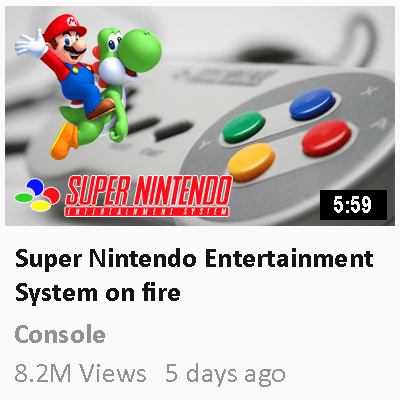 SUPER NINTENDO
ENTERTAINMENT SYSTEM
5:59
Super Nintendo Entertainment
System on fire
Console
8.2M Views 5 days ago